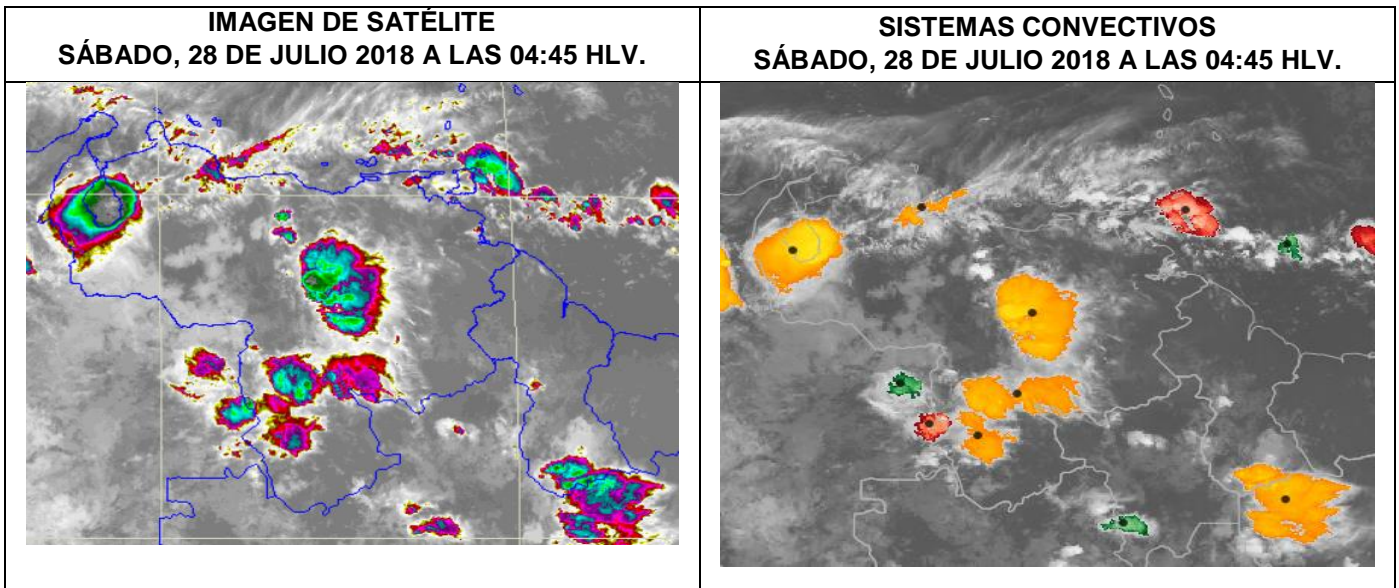 IMAGEN DE SATÉLITE
SÁBADO, 28 DE JULIO 2018 A LAS 04:45 HLV.
SISTEMAS CONVECTIVOS
SÁBADO, 28 DE JULIO 2018 A LAS 04:45 HLV.